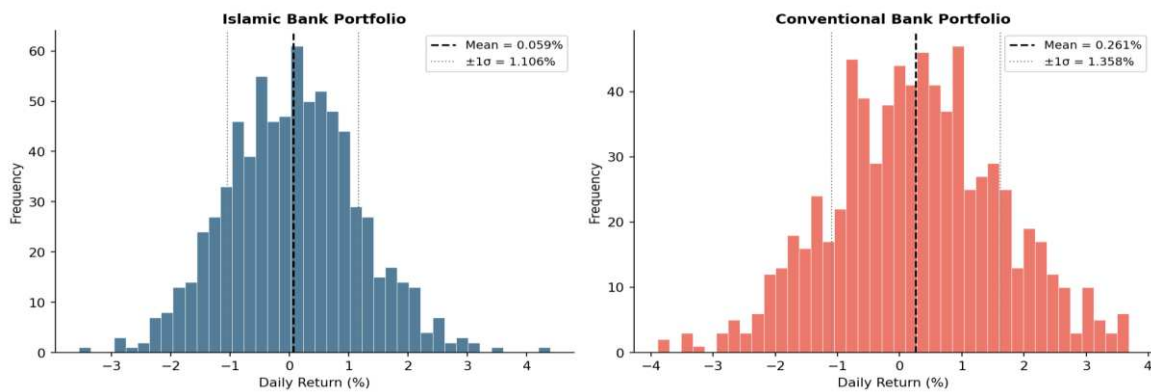 Islamic Bank Portfolio
Mean = 0.059%
±1σ = 1.106%
60
50
40
30
20
10
0
Frequency
−3
−2
−1
0
1
2
3
4
Daily Return (%)
Conventional Bank Portfolio
Mean = 0.261%
±1σ = 1.358%
40
30
20
10
0
Frequency
−4
−3
−2
−1
0
1
2
3
4
Daily Return (%)